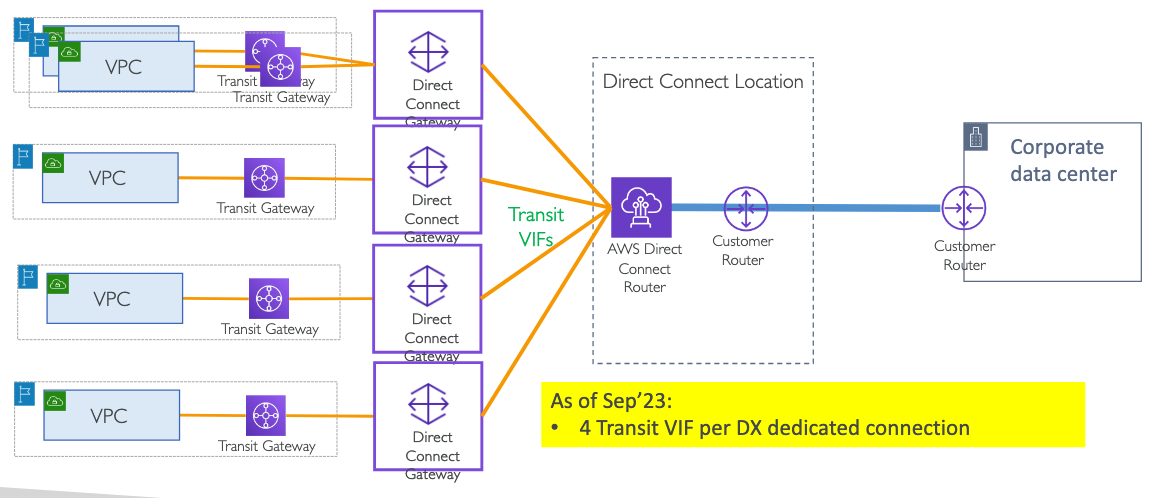 VPC
Transit Gateway
Transit Gateway
Direct
Connect
Gateway
VPC
Transit Gateway
Direct
Connect
Gateway
VPC
Transit Gateway
Direct
Connect
Gateway
VPC
Transit Gateway
Direct
Connect
Gateway
Transit
VIFs
Direct Connect Location
AWS Direct
Connect
Router
Customer
Router
Corporate
data center
Customer
Router
As of Sep'23:
• 4 Transit VIF per DX dedicated connection